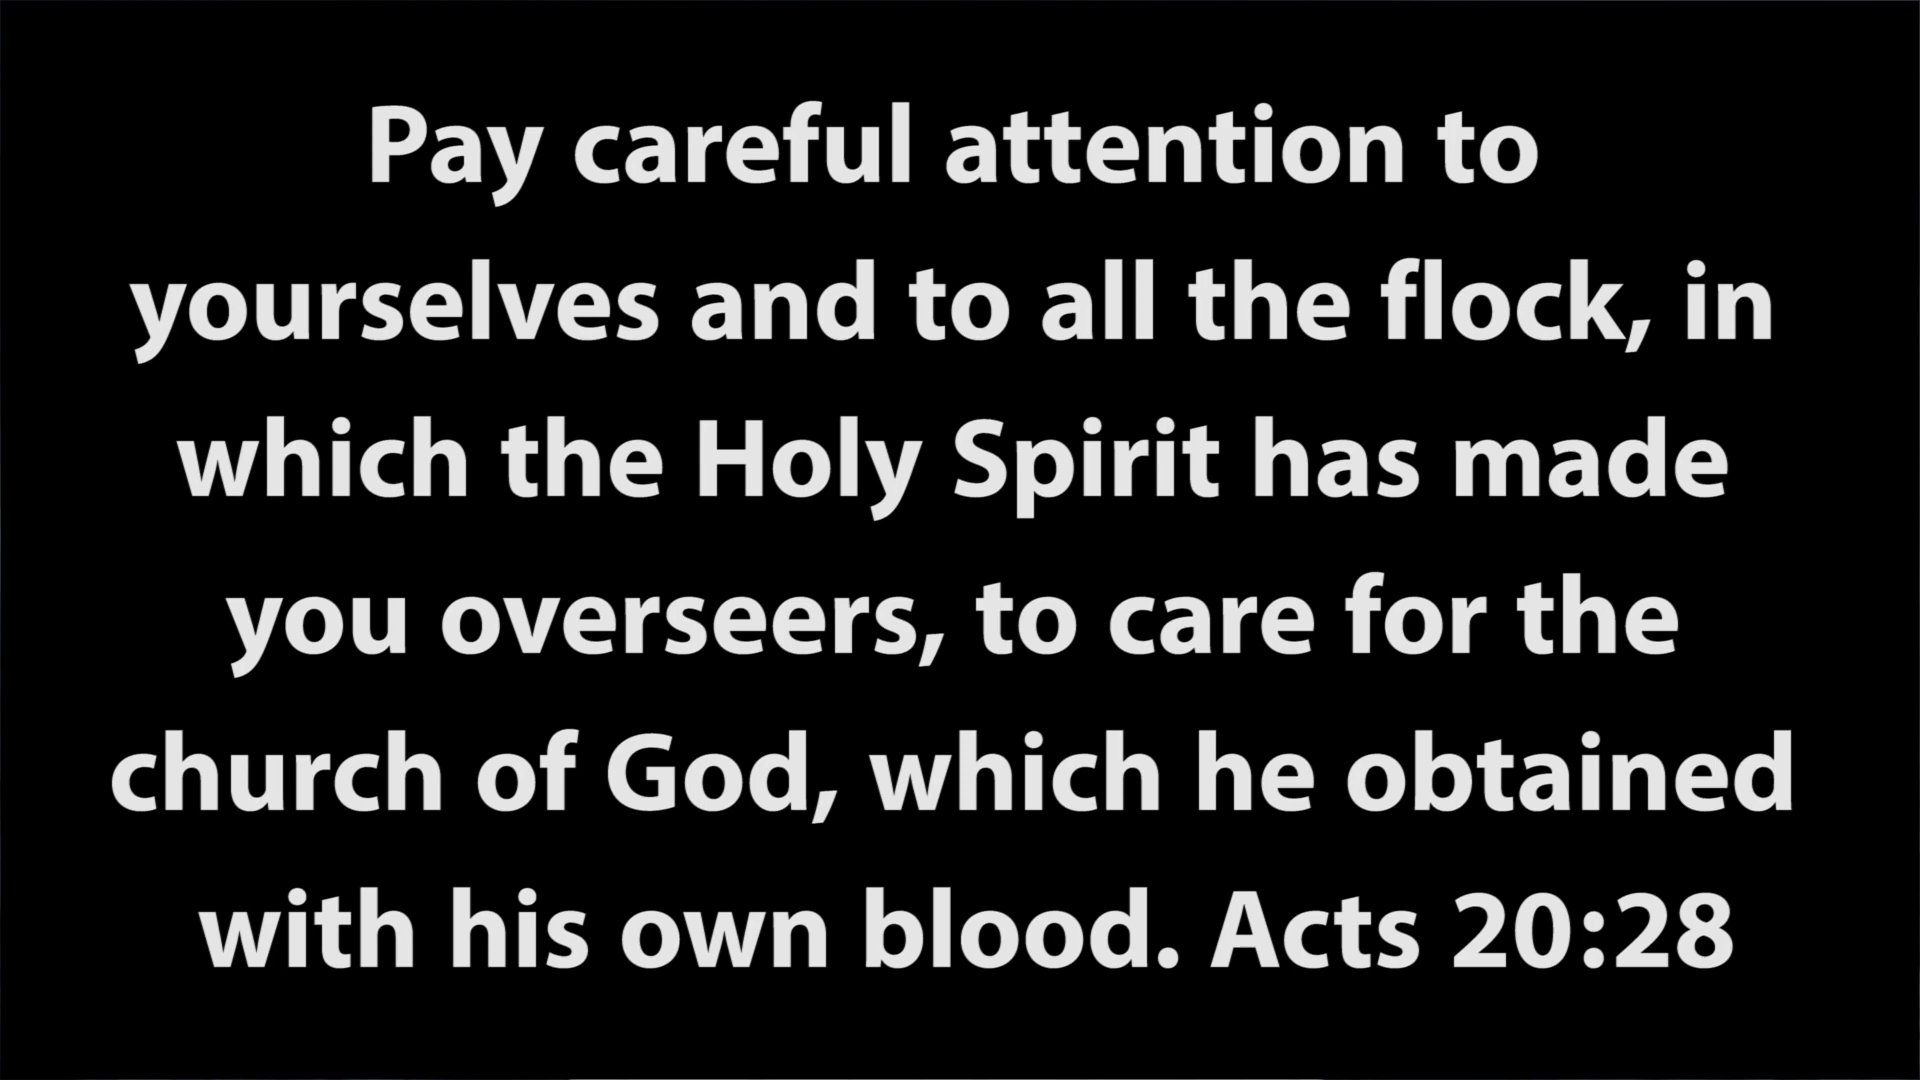 Pay careful attention to
yourselves and to all the flock, in
which the Holy Spirit has made
you overseers, to care for the
church of God, which he obtained
with his own blood. Acts 20:28